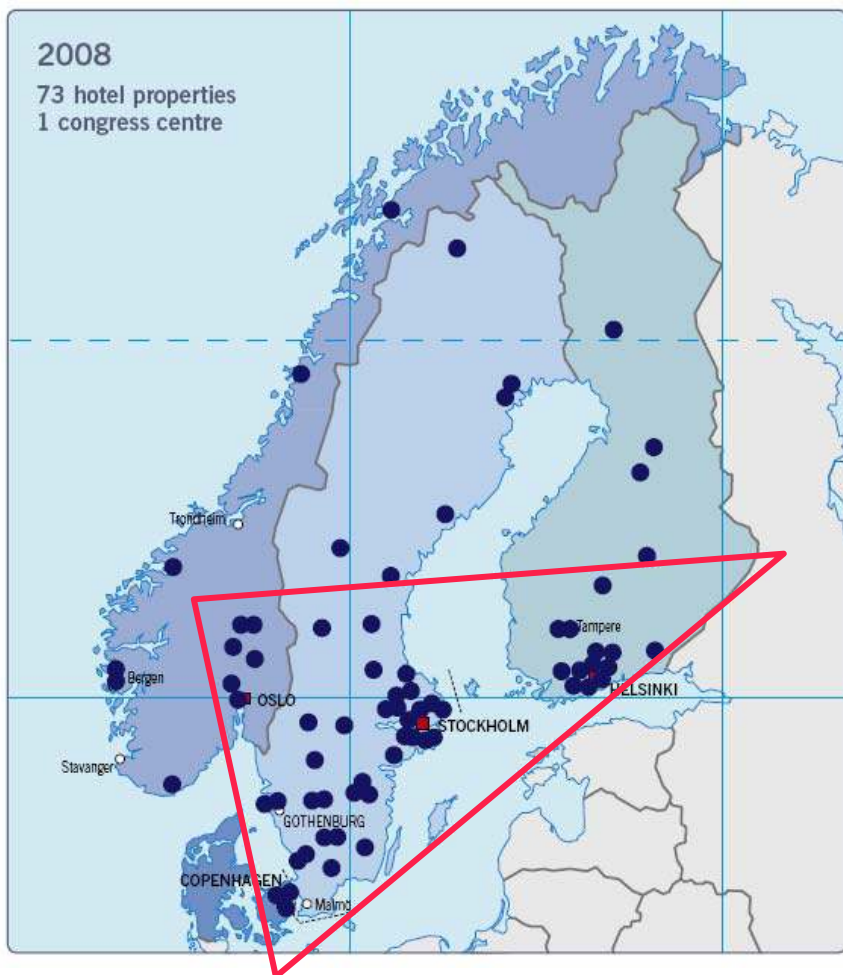 2008
73 hotel properties
1 congress centre
Trondheim
Tampere
Bergen
OSLO
HELSINKI
STOCKHOLM
Stavanger
GOTHENBURG
COPENHAGEN
Malmö